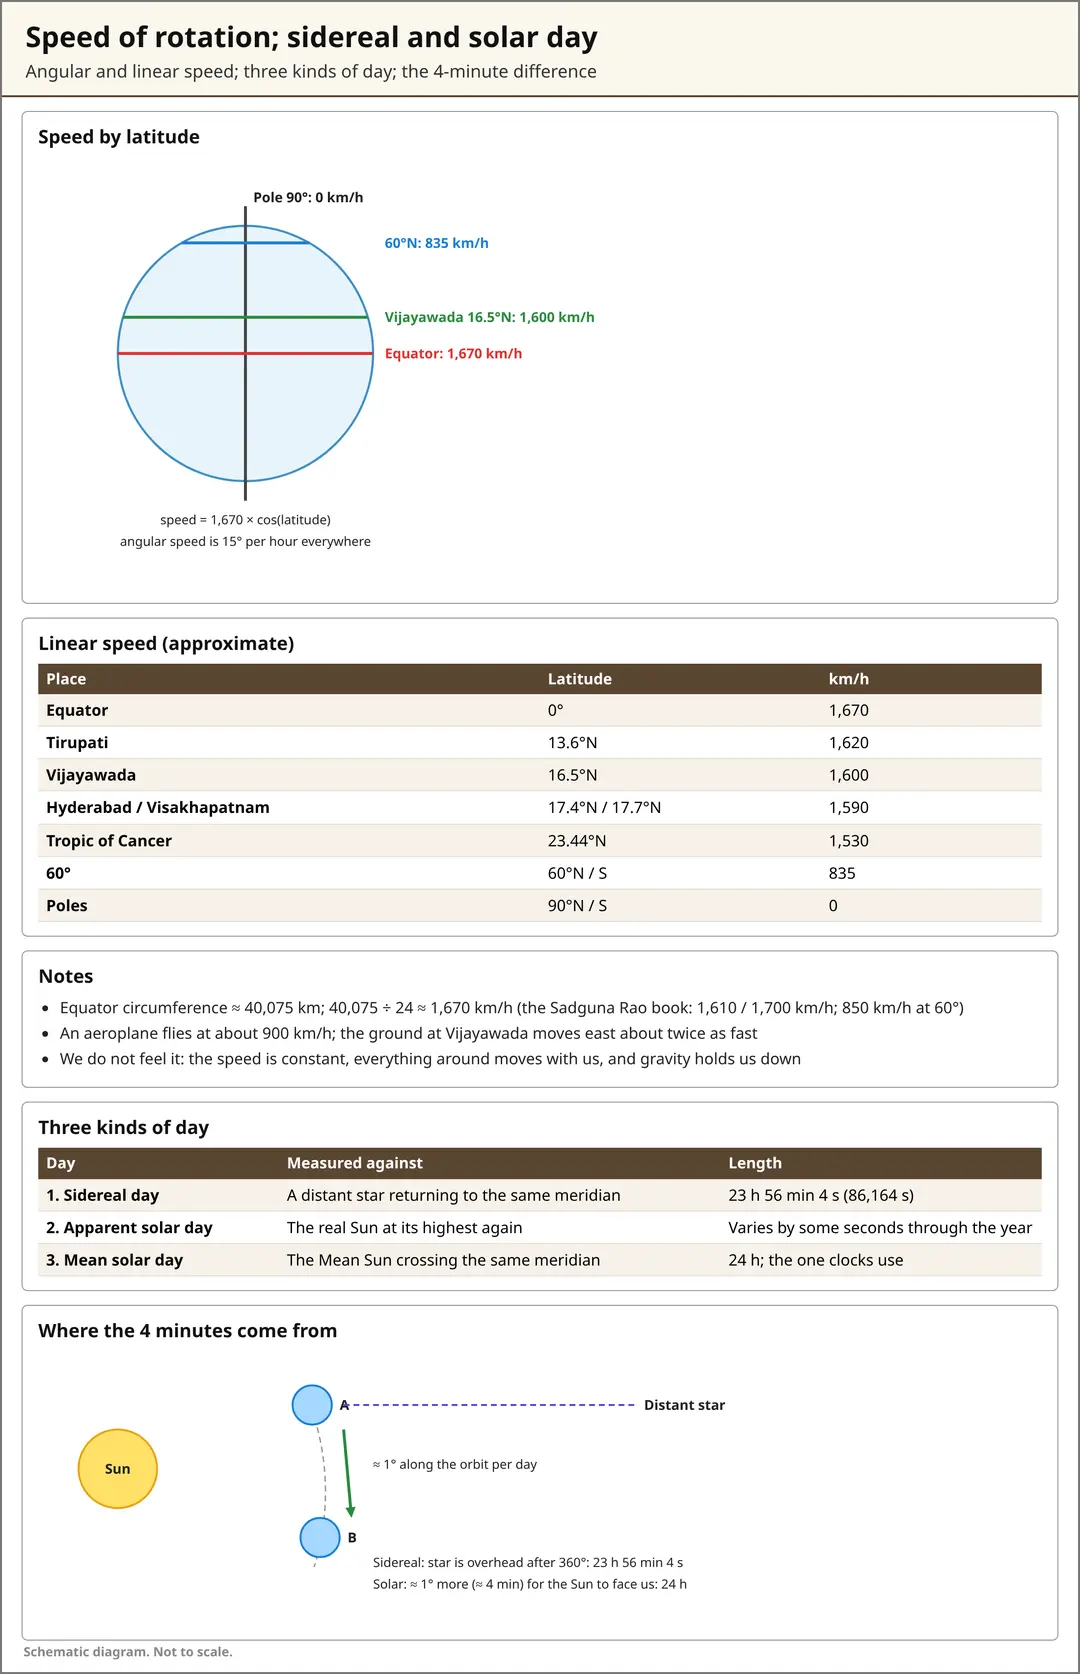 Speed of rotation; sidereal and solar day
Angular and linear speed; three kinds of day; the 4-minute difference
Speed by latitude
Pole 90°: 0 km/h
60°N: 835 km/h
Vijayawada 16.5°N: 1,600 km/h
Equator: 1,670 km/h
speed = 1,670 × cos(latitude)
angular speed is 15° per hour everywhere
Linear speed (approximate)
Place Latitude km/h
Equator 0° 1,670
Tirupati 13.6°N 1,620
Vijayawada 16.5°N 1,600
Hyderabad / Visakhapatnam 17.4°N / 17.7°N 1,590
Tropic of Cancer 23.44°N 1,530
60° 60°N / S 835
Poles 90°N / S 0
Notes
• Equator circumference ≈ 40,075 km; 40,075 ÷ 24 ≈ 1,670 km/h (the Sadguna Rao book: 1,610 / 1,700 km/h; 850 km/h at 60°)
• An aeroplane flies at about 900 km/h; the ground at Vijayawada moves east about twice as fast
• We do not feel it: the speed is constant, everything around moves with us, and gravity holds us down
Three kinds of day
Day Measured against Length
1. Sidereal day A distant star returning to the same meridian 23 h 56 min 4 s (86,164 s)
2. Apparent solar day The real Sun at its highest again Varies by some seconds through the year
3. Mean solar day The Mean Sun crossing the same meridian 24 h; the one clocks use
Where the 4 minutes come from
A Distant star
≈ 1° along the orbit per day
Sun
B
Sidereal: star is overhead after 360°: 23 h 56 min 4 s
Solar: ≈ 1° more (≈ 4 min) for the Sun to face us: 24 h
Schematic diagram. Not to scale.